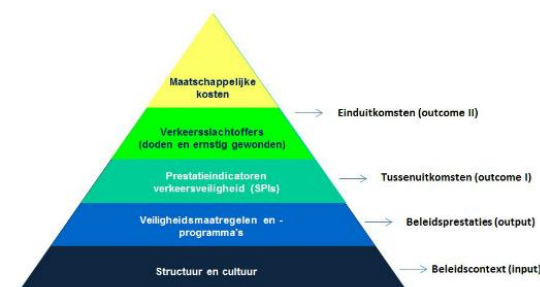 Maatschappelijke
kosten
Einduitkomsten (outcome II)
Verkeersslachtoffers
(doden en ernstig gewonden)
Prestatieindicatoren
verkeersveiligheid (SPIs)
Tussenuitkomsten (outcome I)
Veiligheidsmaatregelen en -
programma's
Beleidsprestaties (output)
Structuur en cultuur
Beleidscontext (input)